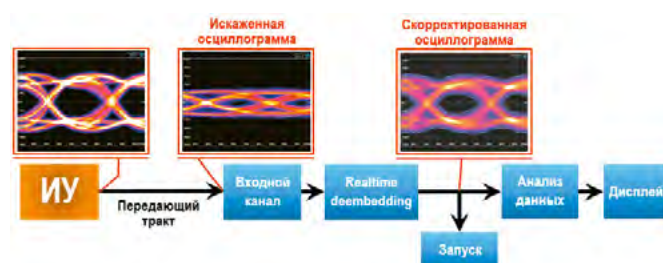 Искаженная
осциллограмма
Скорректированная
осциллограмма
ИУ
Передающий
тракт
Входной
канал
Realtime
deembedding
Запуск
Анализ
данных
Дисплей